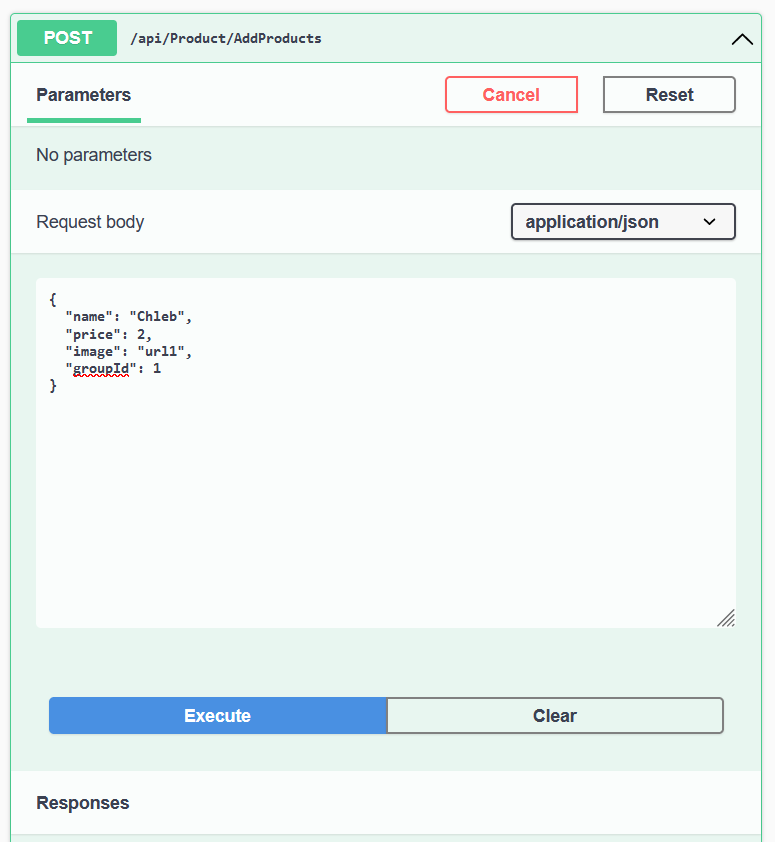 POST /api/Product/AddProducts
Parameters Cancel Reset
No parameters
Request body application/json
{
  "name": "Chleb",
  "price": 2,
  "image": "url1",
  "groupId": 1
}
Execute Clear
Responses